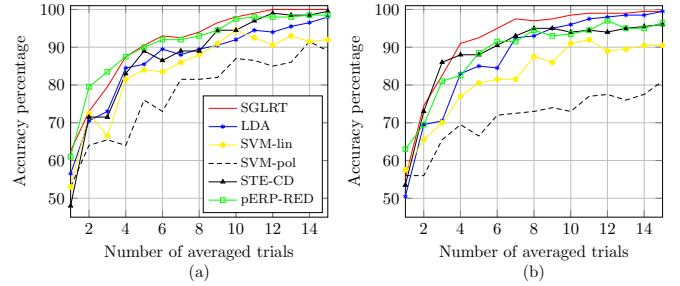 100
90
80
70
60
50
Accuracy percentage
2 4 6 8 10 12 14
Number of averaged trials
(a)
SGLRT
LDA
SVM-lin
SVM-pol
STE-CD
pERP-RED
100
90
80
70
60
50
Accuracy percentage
2 4 6 8 10 12 14
Number of averaged trials
(b)